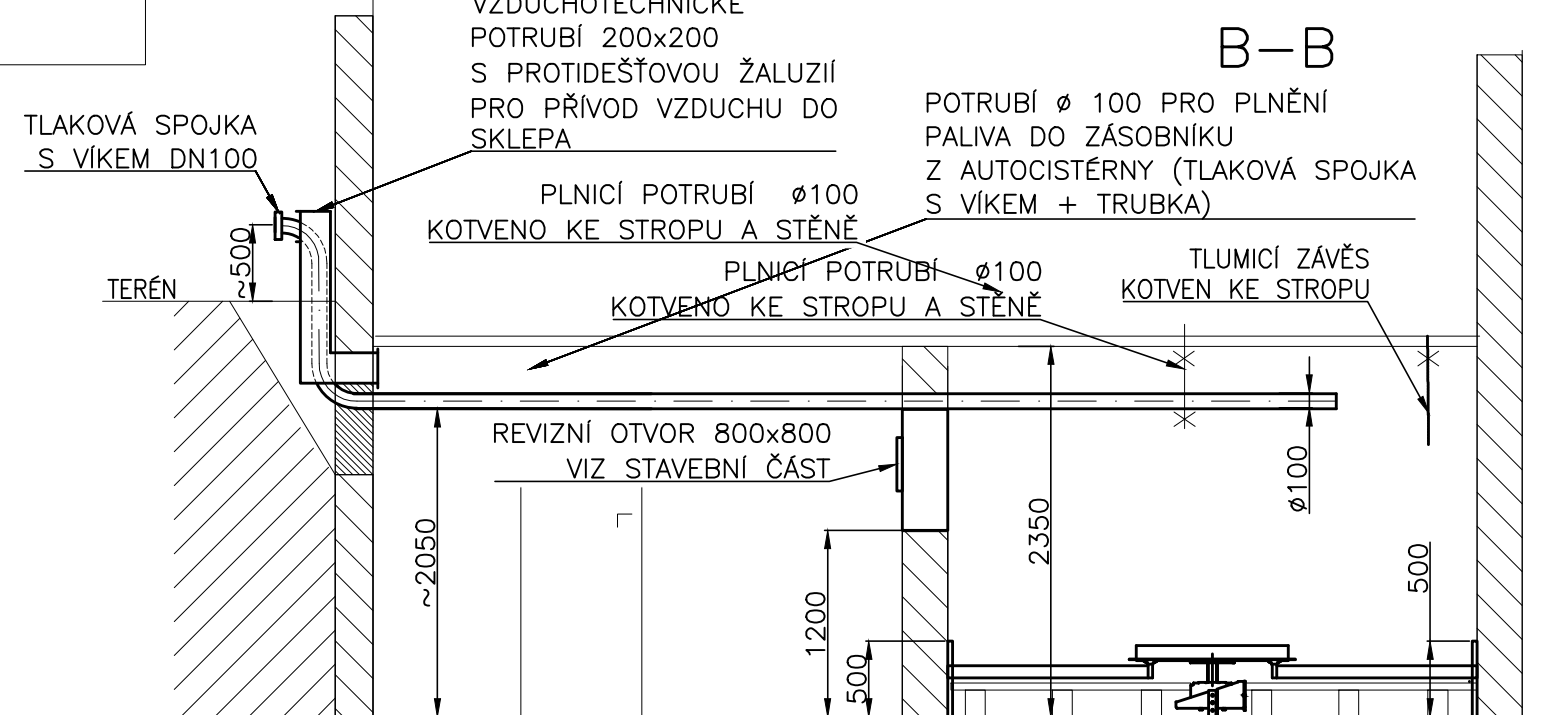 VZDUCHOTECHNICKÉ
POTRUBÍ 200x200
S PROTIDEŠŤOVOU ŽALUZIÍ
PRO PŘÍVOD VZDUCHU DO
SKLEPA
B-B
TLAKOVÁ SPOJKA
S VÍKEM DN100
POTRUBÍ ø 100 PRO PLNĚNÍ
PALIVA DO ZÁSOBNÍKU
Z AUTOCISTÉRNY (TLAKOVÁ SPOJKA
S VÍKEM + TRUBKA)
PLNICÍ POTRUBÍ ø100
KOTVENO KE STROPU A STĚNĚ
PLNICÍ POTRUBÍ ø100
KOTVENO KE STROPU A STĚNĚ
TLUMICÍ ZÁVĚS
KOTVEN KE STROPU
~500
TERÉN
REVIZNÍ OTVOR 800x800
VIZ STAVEBNÍ ČÁST
~2050
1200
500
2350
ø100
500